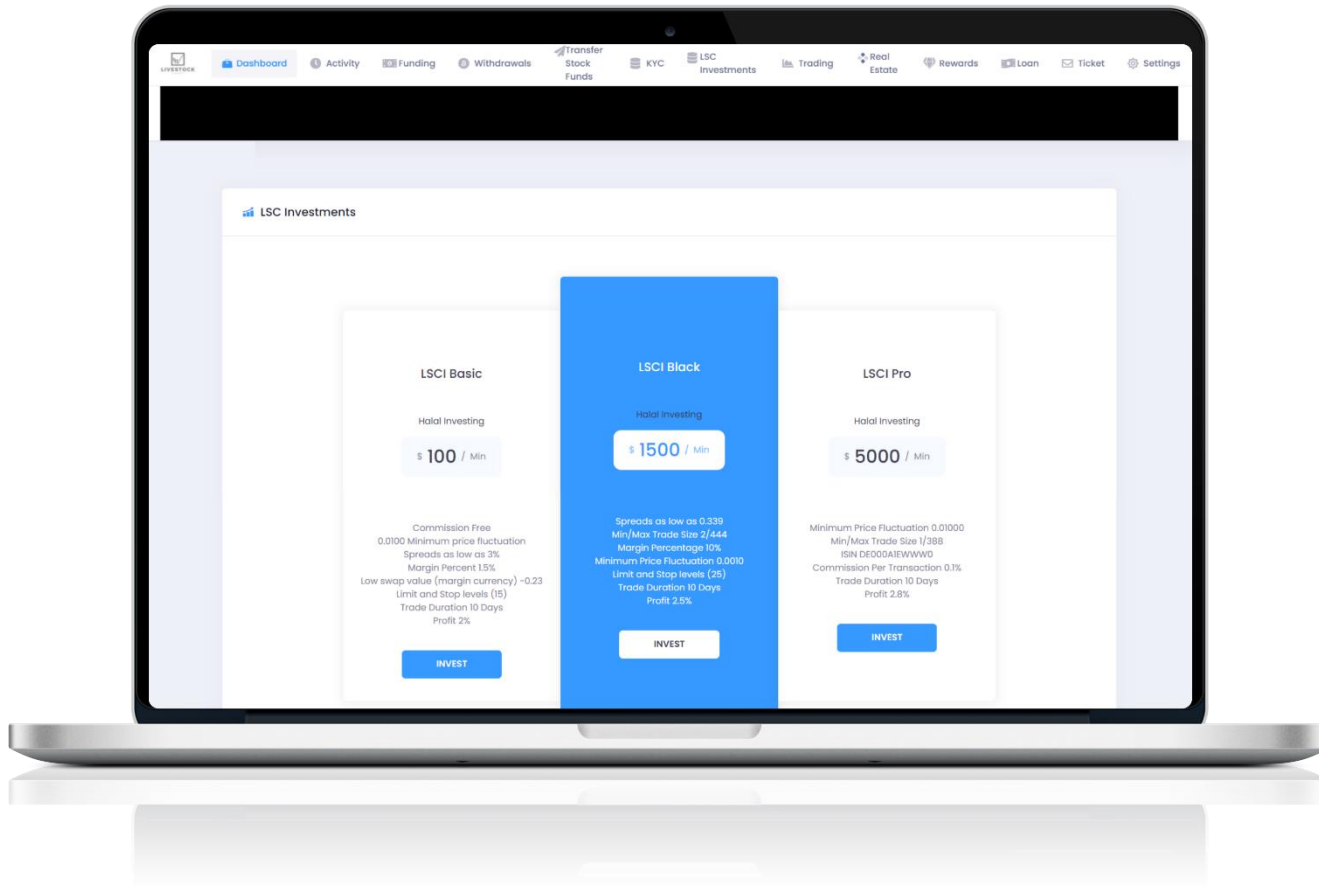 LIVESTOCK
Dashboard
Activity
Funding
Withdrawals
Transfer
Stock
Funds
KYC
LSC
Investments
Trading
Real
Estate
Rewards
Loan
Ticket
Settings
LSC Investments
LSCI Basic
Halal Investing
$ 100 / Min
Commission Free
0.0100 Minimum price fluctuation
Spreads as low as 3%
Margin Percent 1.5%
Low swap value (margin currency) -0.23
Limit and Stop levels (15)
Trade Duration 10 Days
Profit 2%
INVEST
LSCI Black
Halal Investing
$ 1500 / Min
Spreads as low as 0.339
Min/Max Trade Size 2/444
Margin Percentage 10%
Minimum Price Fluctuation 0.0010
Limit and Stop levels (25)
Trade Duration 10 Days
Profit 2.5%
INVEST
LSCI Pro
Halal Investing
$ 5000 / Min
Minimum Price Fluctuation 0.01000
Min/Max Trade Size 1/388
ISIN DE000A1EWWW0
Commission Per Transaction 0.1%
Trade Duration 10 Days
Profit 2.8%
INVEST